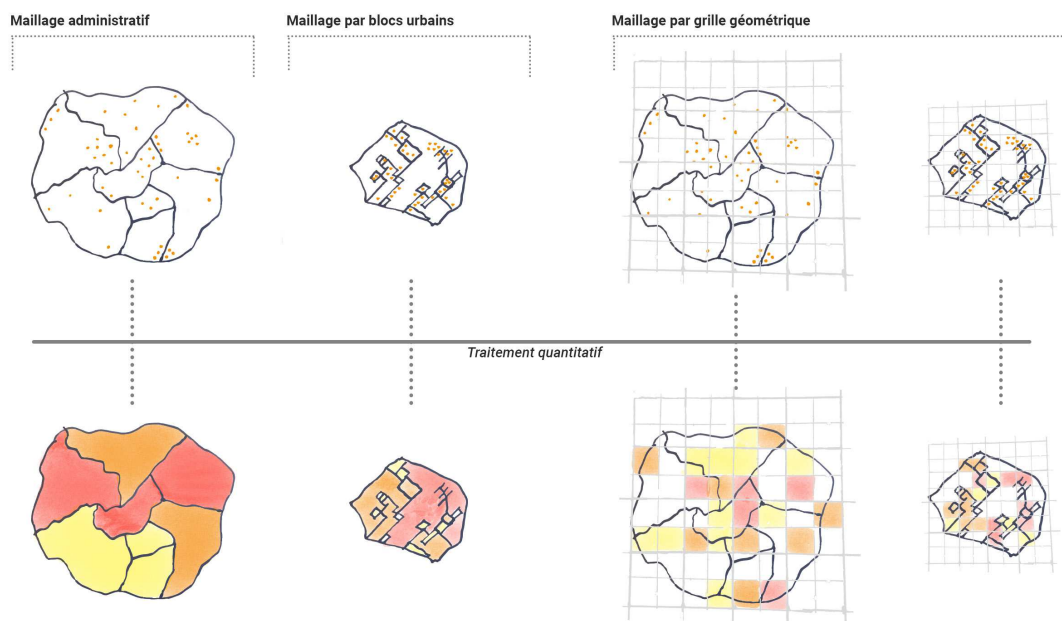 Maillage administratif
Maillage par blocs urbains
Maillage par grille géométrique
Traitement quantitatif